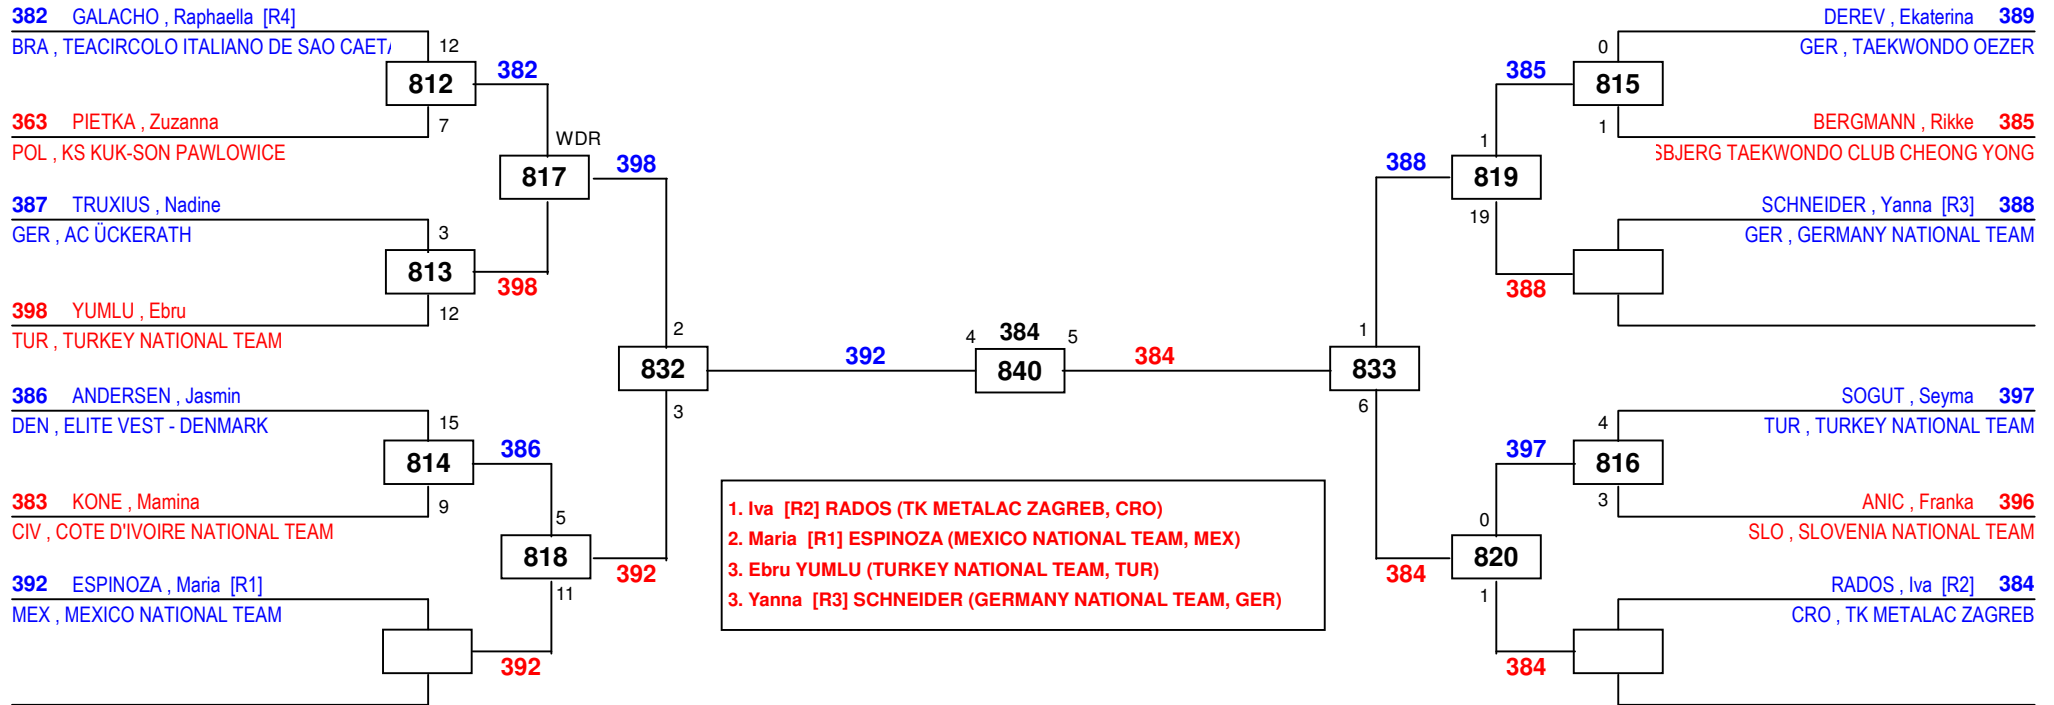 382 GALACHO , Raphaella [R4]
BRA , TEACIRCOLO ITALIANO DE SAO CAETA
12
812
382
7
363 PIETKA , Zuzanna
POL , KS KUK-SON PAWLOWICE
WDR
817
398
387 TRUXIUS , Nadine
GER , AC ÜCKERATH
3
813
398
12
398 YUMLU , Ebru
TUR , TURKEY NATIONAL TEAM
2
832
392
3
386 ANDERSEN , Jasmin
DEN , ELITE VEST - DENMARK
15
814
386
9
383 KONE , Mamina
CIV , COTE D'IVOIRE NATIONAL TEAM
5
818
392
11
392 ESPINOZA , Maria [R1]
MEX , MEXICO NATIONAL TEAM
392
4 384 5
840
384
1. Iva [R2] RADOS (TK METALAC ZAGREB, CRO)
2. Maria [R1] ESPINOZA (MEXICO NATIONAL TEAM, MEX)
3. Ebru YUMLU (TURKEY NATIONAL TEAM, TUR)
3. Yanna [R3] SCHNEIDER (GERMANY NATIONAL TEAM, GER)
DEREV , Ekaterina 389
GER , TAEKWONDO OEZER
0
385
815
1
BERGMANN , Rikke 385
SBJERG TAEKWONDO CLUB CHEONG YONG
1
388
819
19
SCHNEIDER , Yanna [R3] 388
GER , GERMANY NATIONAL TEAM
388
1
833
6
SOGUT , Seyma 397
TUR , TURKEY NATIONAL TEAM
4
397
816
3
ANIC , Franka 396
SLO , SLOVENIA NATIONAL TEAM
0
820
384
1
RADOS , Iva [R2] 384
CRO , TK METALAC ZAGREB
384